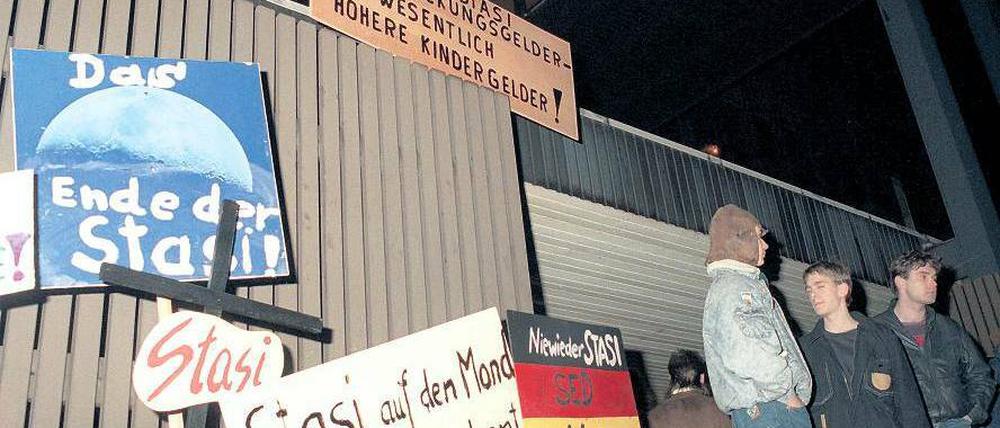 STASI
WESENTLICH
HÖHERE KINDERGELDER!
Das
Ende der
Stasi!
!
Stasi
Stasi auf den Mond
Nie wieder STASI
SED